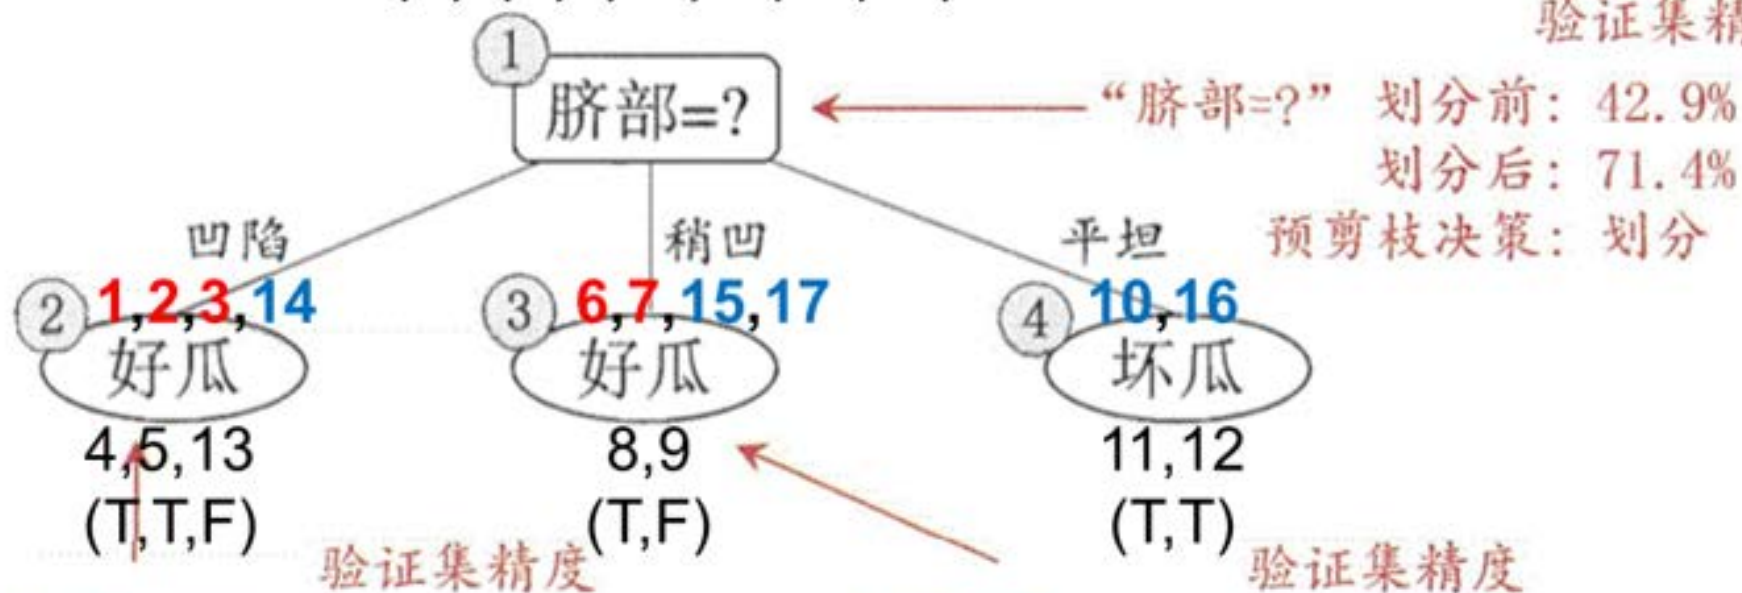 验证集精
①
脐部=?
“脐部=?” 划分前: 42.9%
划分后: 71.4%
预剪枝决策: 划分
凹陷
稍凹
平坦
② 1,2,3,14
③ 6,7,15,17
④ 10,16
好瓜
好瓜
坏瓜
4,5,13
8,9
11,12
(T,T,F)
(T,F)
(T,T)
验证集精度
验证集精度